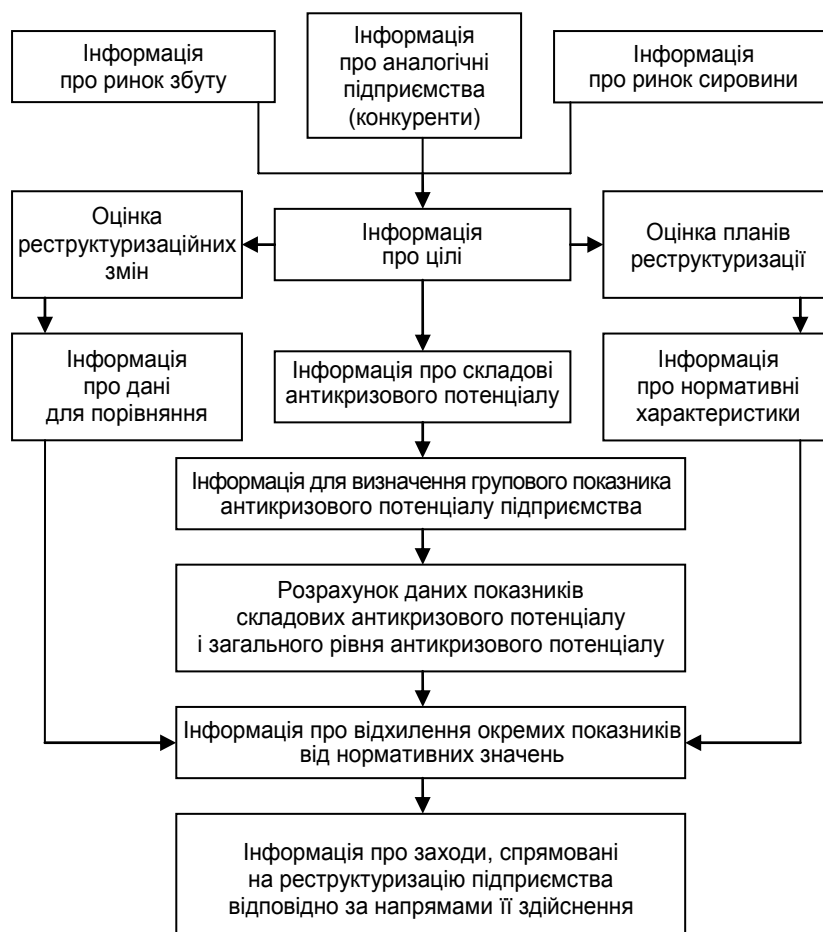 Інформація
про ринок збуту
Інформація
про аналогічні
підприємства
(конкуренти)
Інформація
про ринок сировини
Оцінка
реструктуризаційних
змін
Інформація
про цілі
Оцінка планів
реструктуризації
Інформація
про дані
для порівняння
Інформація про складові
антикризового потенціалу
Інформація
про нормативні
характеристики
Інформація для визначення групового показника
антикризового потенціалу підприємства
Розрахунок даних показників
складових антикризового потенціалу
і загального рівня антикризового потенціалу
Інформація про відхилення окремих показників
від нормативних значень
Інформація про заходи, спрямовані
на реструктуризацію підприємства
відповідно за напрямами її здійснення